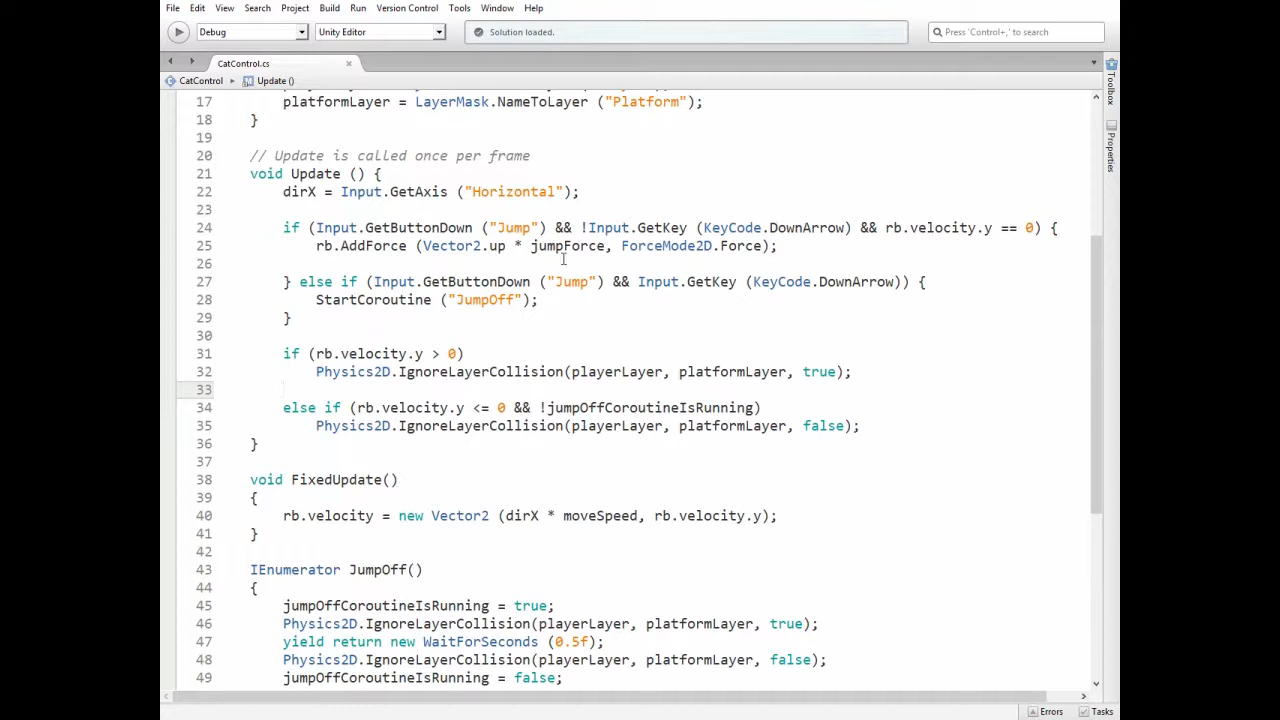 File Edit View Search Project Build Run Version Control Tools Window Help
Debug Unity Editor Solution loaded. Press 'Control+,' to search
CatControl.cs
CatControl Update ()
Toolbox
Properties
17 platformLayer = LayerMask.NameToLayer ("Platform");
18 }
19
20 // Update is called once per frame
21 void Update () {
22 dirX = Input.GetAxis ("Horizontal");
23
24 if (Input.GetButtonDown ("Jump") && !Input.GetKey (KeyCode.DownArrow) && rb.velocity.y == 0) {
25 rb.AddForce (Vector2.up * jumpForce, ForceMode2D.Force);
26
27 } else if (Input.GetButtonDown ("Jump") && Input.GetKey (KeyCode.DownArrow)) {
28 StartCoroutine ("JumpOff");
29 }
30
31 if (rb.velocity.y > 0)
32 Physics2D.IgnoreLayerCollision(playerLayer, platformLayer, true);
33
34 else if (rb.velocity.y <= 0 && !jumpOffCoroutineIsRunning)
35 Physics2D.IgnoreLayerCollision(playerLayer, platformLayer, false);
36 }
37
38 void FixedUpdate()
39 {
40 rb.velocity = new Vector2 (dirX * moveSpeed, rb.velocity.y);
41 }
42
43 IEnumerator JumpOff()
44 {
45 jumpOffCoroutineIsRunning = true;
46 Physics2D.IgnoreLayerCollision(playerLayer, platformLayer, true);
47 yield return new WaitForSeconds (0.5f);
48 Physics2D.IgnoreLayerCollision(playerLayer, platformLayer, false);
49 jumpOffCoroutineIsRunning = false;
Errors Tasks